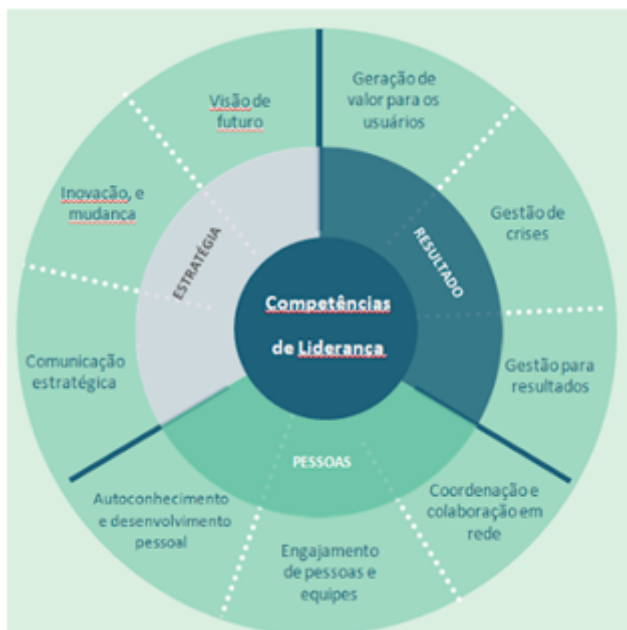 Visão de
futuro
Geração de
valor para os
usuários
Inovação, e
mudança
Gestão de
crises
ESTRATÉGIA
RESULTADO
Competências
de Liderança
Comunicação
estratégica
Gestão para
resultados
PESSOAS
Autoconhecimento
e desenvolvimento
pessoal
Engajamento
de pessoas e
equipes
Coordenação e
colaboração em
rede